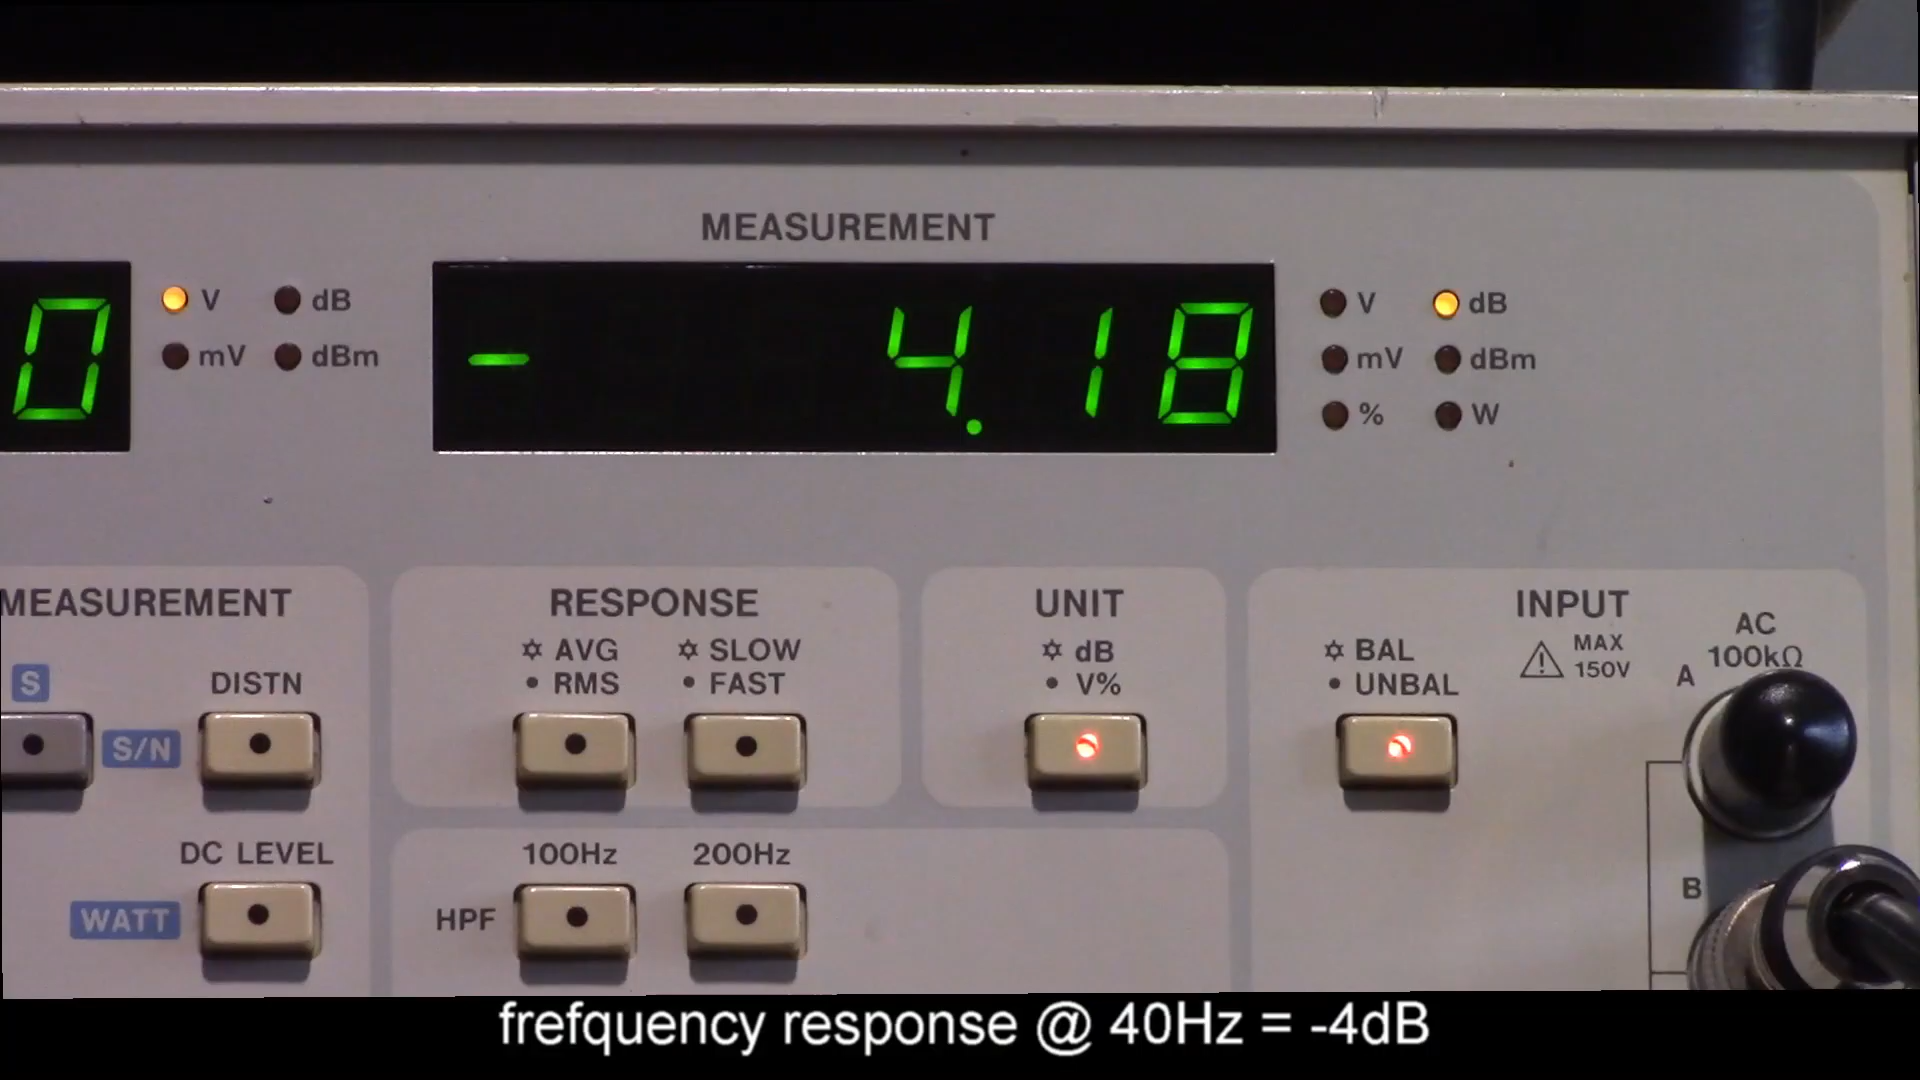 MEASUREMENT
0
V
dB
mV
dBm
- 4.18
V
dB
mV
dBm
%
W
MEASUREMENT
S
DISTN
S/N
DC LEVEL
WATT
RESPONSE
✡ AVG
• RMS
✡ SLOW
• FAST
100Hz
200Hz
HPF
UNIT
✡ dB
• V%
INPUT
✡ BAL
• UNBAL
MAX
150V
AC
100kΩ
A
B
frefquency response @ 40Hz = -4dB